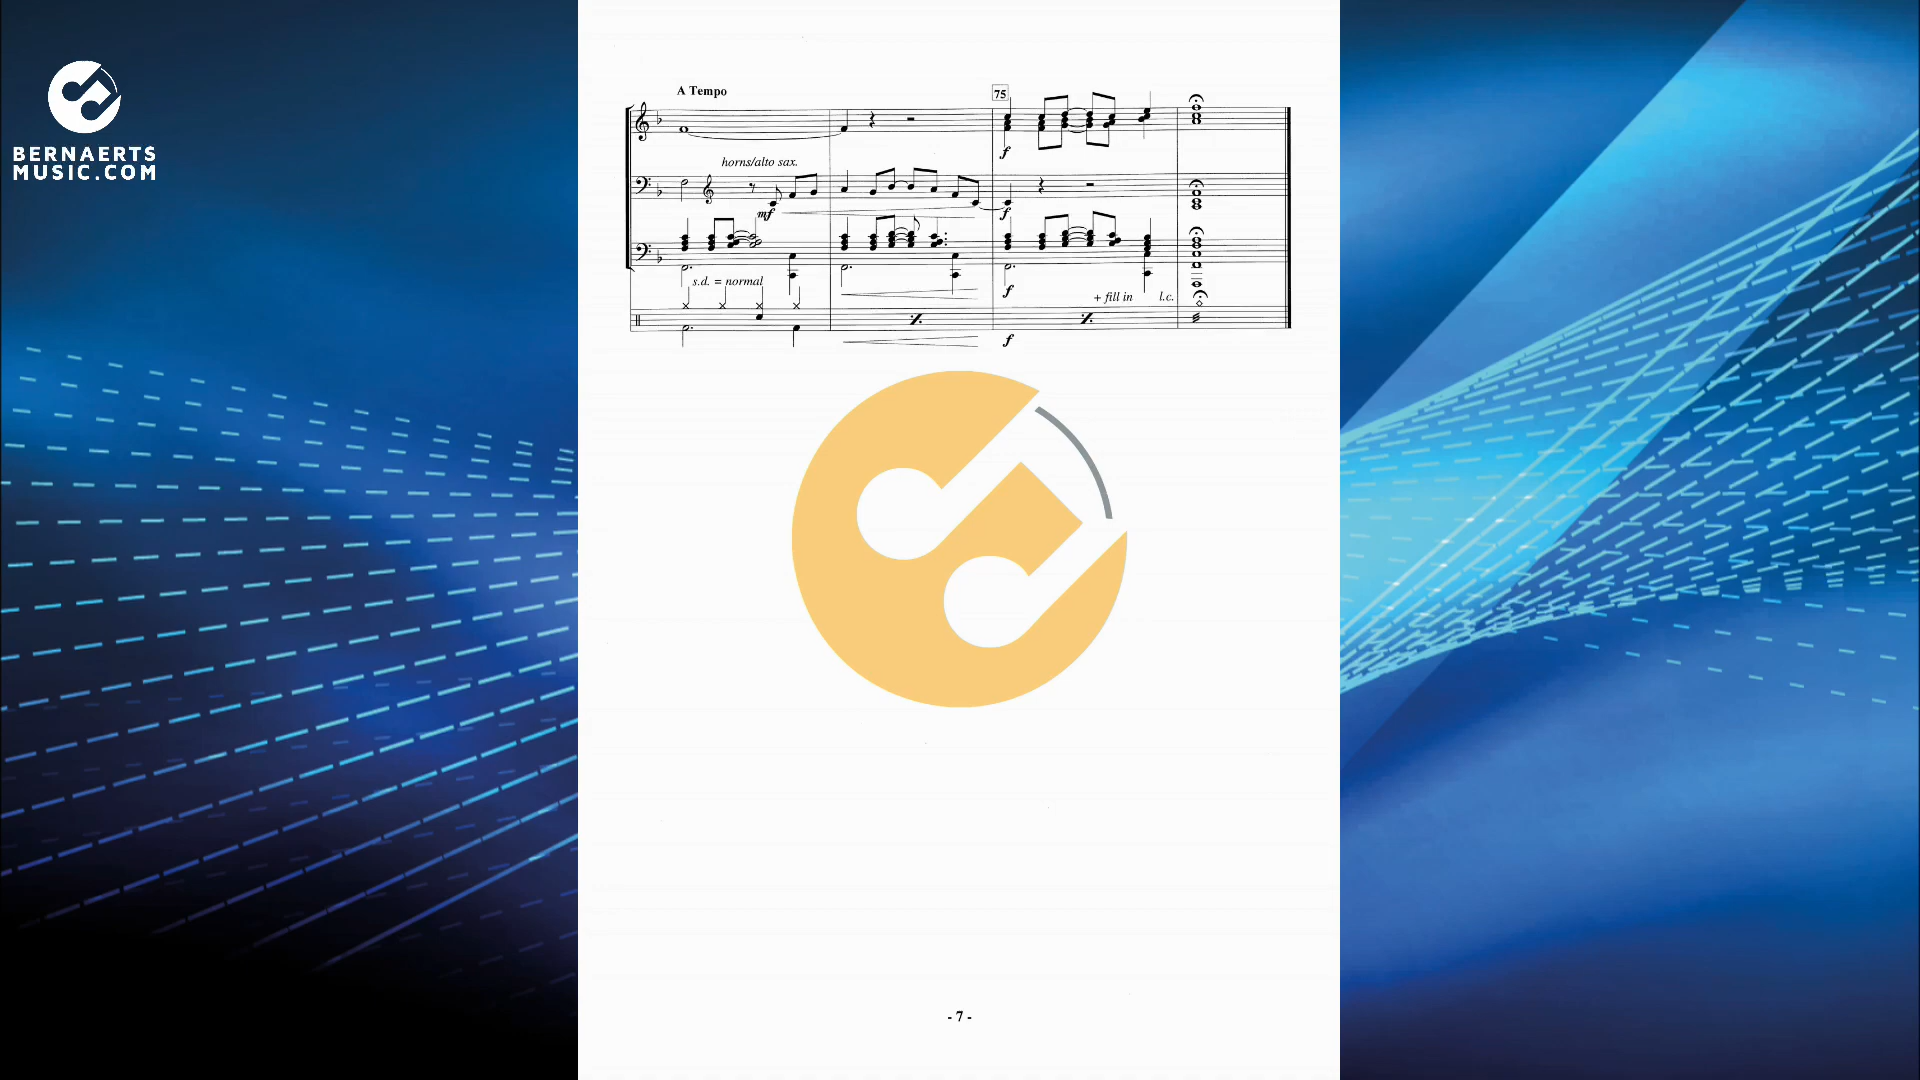 BERNAERTS
MUSIC.COM
A Tempo
75
f
horns/alto sax.
mf
f
s.d. = normal
f
+ fill in l.c.
f
- 7 -